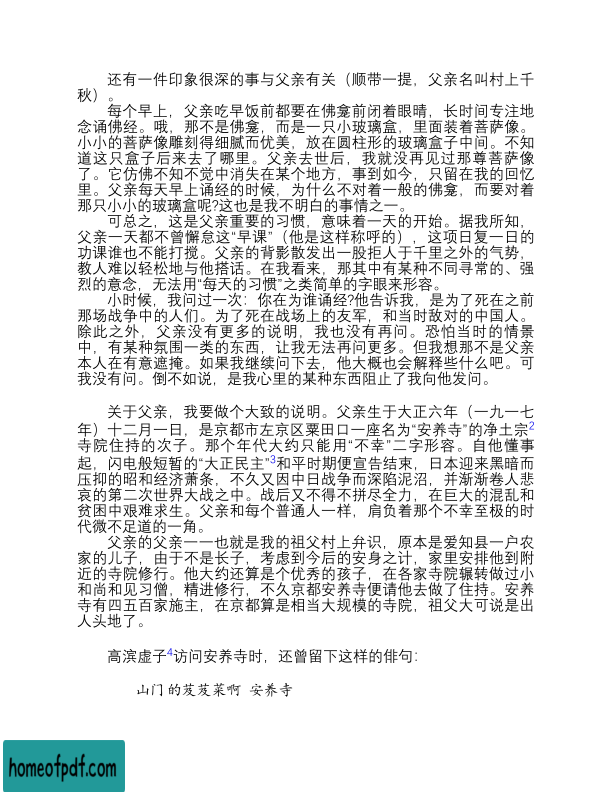 还有一件印象很深的事与父亲有关（顺带一提，父亲名叫村上千
秋）。
每个早上，父亲吃早饭前都要在佛龛前闭着眼睛，长时间专注地
念诵佛经。哦，那不是佛龛，而是一只小玻璃盒，里面装着菩萨像。
小小的菩萨像雕刻得细腻而优美，放在圆柱形的玻璃盒子中间。不知
道这只盒子后来去了哪里。父亲去世后，我就没再见过那尊菩萨像
了。它仿佛不知不觉中消失在某个地方，事到如今，只留在我的回忆
里。父亲每天早上诵经的时候，为什么不对着一般的佛龛，而要对着
那只小小的玻璃盒呢?这也是我不明白的事情之一。
可总之，这是父亲重要的习惯，意味着一天的开始。据我所知，
父亲一天都不曾懈怠这“早课”（他是这样称呼的），这项日复一日的
功课谁也不能打搅。父亲的背影散发出一股拒人于千里之外的气势，
教人难以轻松地与他搭话。在我看来，那其中有某种不同寻常的、强
烈的意念，无法用“每天的习惯”之类简单的字眼来形容。
小时候，我问过一次：你在为谁诵经?他告诉我，是为了死在之前
那场战争中的人们。为了死在战场上的友军，和当时敌对的中国人。
除此之外，父亲没有更多的说明，我也没有再问。恐怕当时的情景
中，有某种氛围一类的东西，让我无法再问更多。但我想那不是父亲
本人在有意遮掩。如果我继续问下去，他大概也会解释些什么吧。可
我没有问。倒不如说，是我心里的某种东西阻止了我向他发问。
关于父亲，我要做个大致的说明。父亲生于大正六年（一九一七
年）十二月一日，是京都市左京区粟田口一座名为“安养寺”的净土宗2
寺院住持的次子。那个年代大约只能用“不幸”二字形容。自他懂事
起，闪电般短暂的“大正民主”3和平时期便宣告结束，日本迎来黑暗而
压抑的昭和经济萧条，不久又因中日战争而深陷泥沼，并渐渐卷人悲
哀的第二次世界大战之中。战后又不得不拼尽全力，在巨大的混乱和
贫困中艰难求生。父亲和每个普通人一样，肩负着那个不幸至极的时
代微不足道的一角。
父亲的父亲一一也就是我的祖父村上弁识，原本是爱知县一户农
家的儿子，由于不是长子，考虑到今后的安身之计，家里安排他到附
近的寺院修行。他大约还算是个优秀的孩子，在各家寺院辗转做过小
和尚和见习僧，精进修行，不久京都安养寺便请他去做了住持。安养
寺有四五百家施主，在京都算是相当大规模的寺院，祖父大可说是出
人头地了。
高滨虚子4访问安养寺时，还曾留下这样的俳句：
山门的芨芨菜啊 安养寺
homeofpdf.com